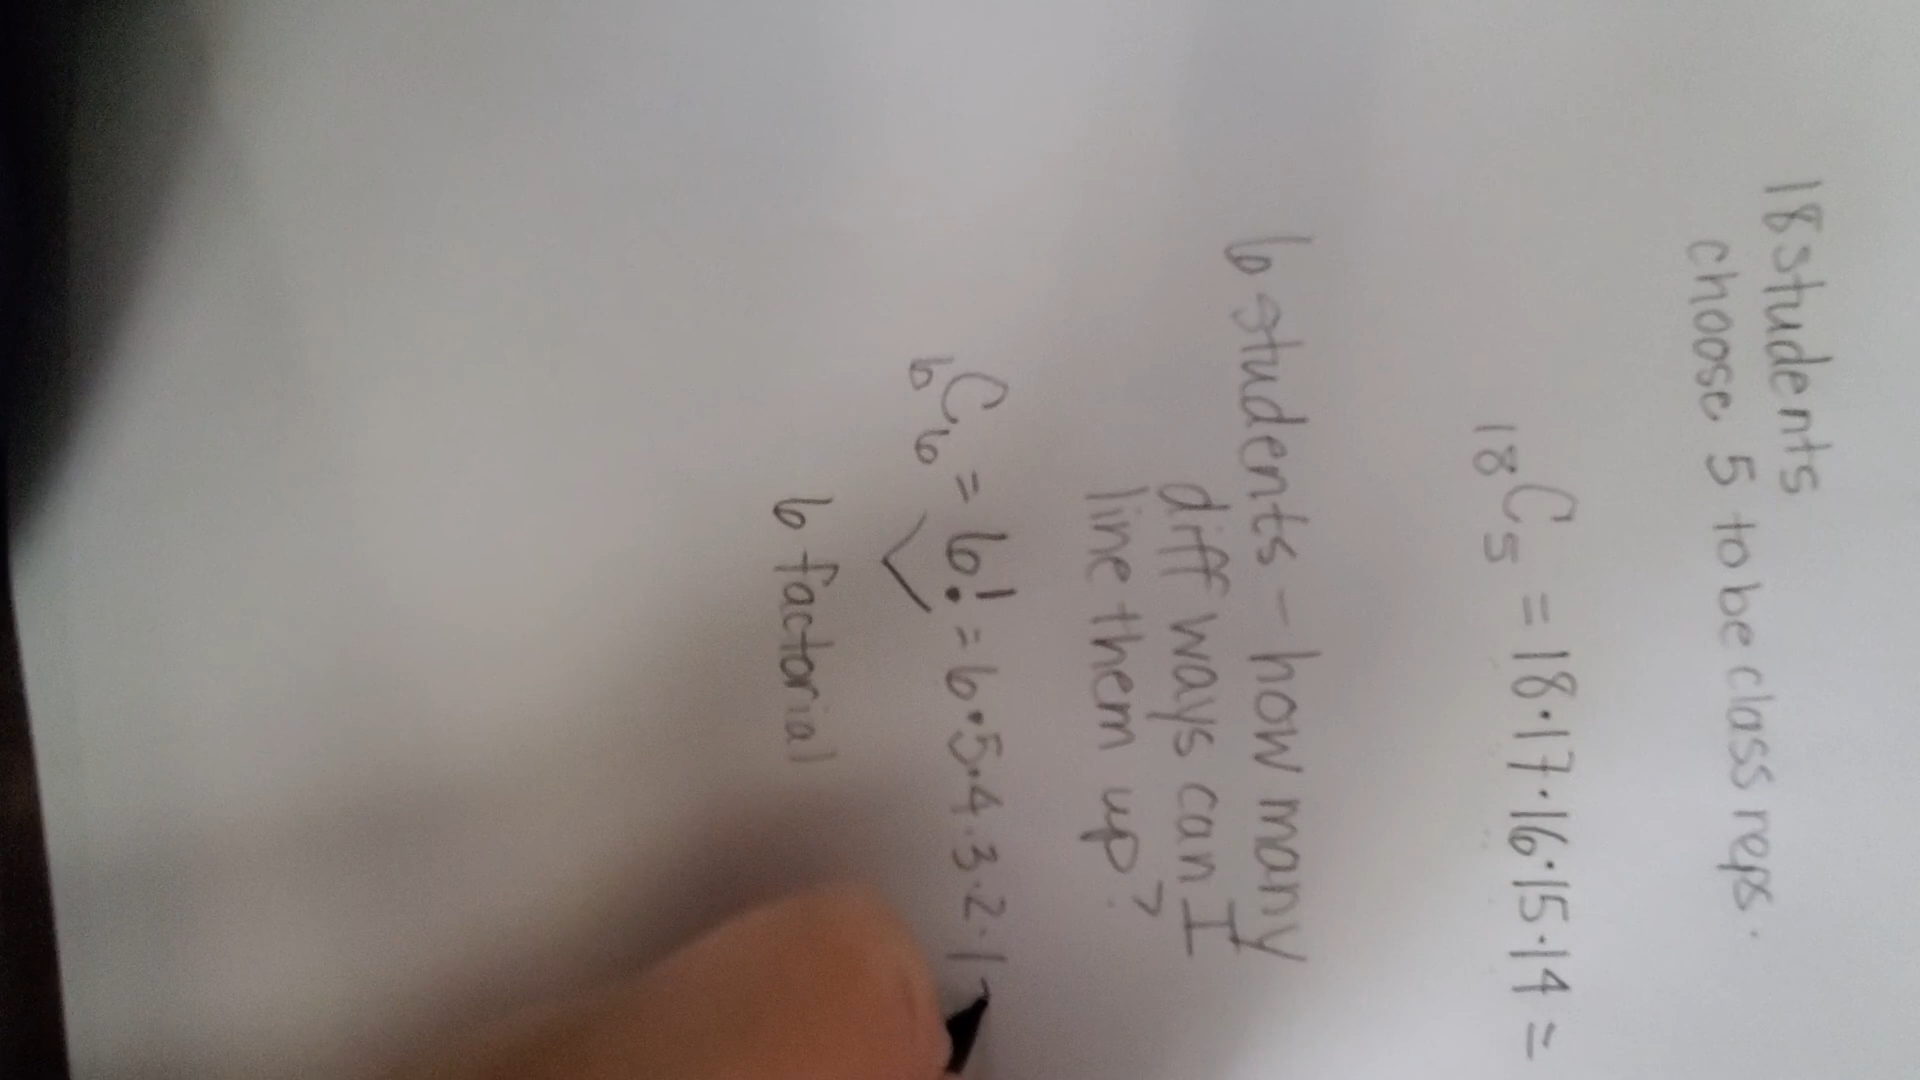 18 students
choose 5 to be class reps.
18C5 = 18·17·16·15·14 =
6 students - how many
diff ways can I
line them up?
6C6 = 6! = 6·5·4·3·2·1
6 factorial